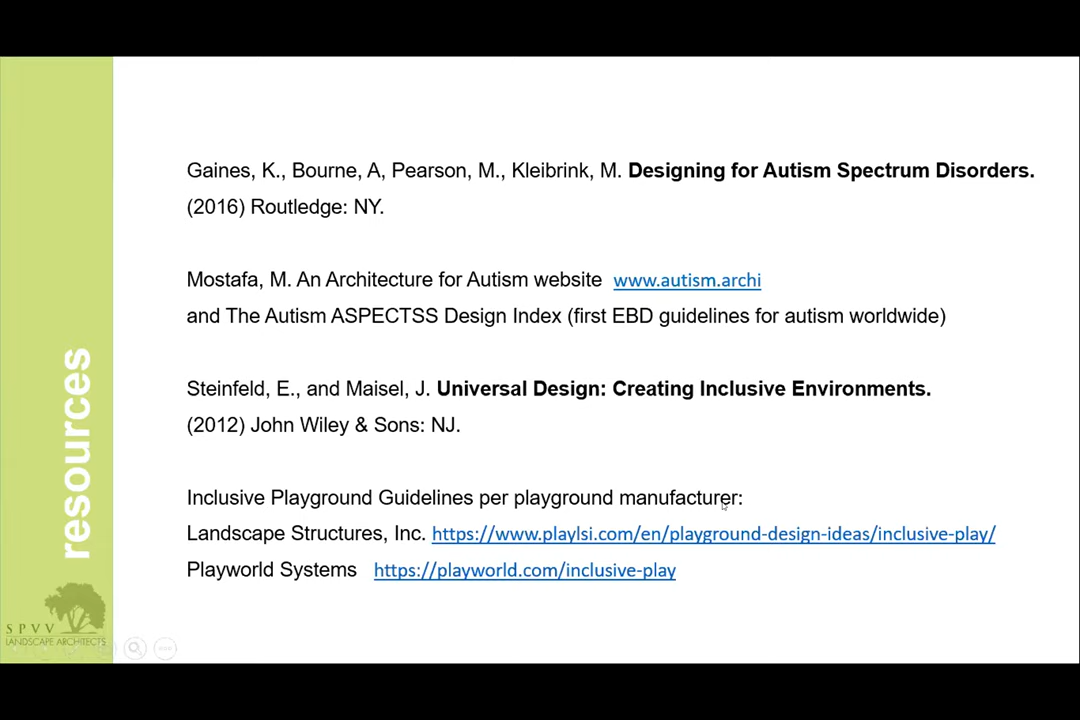 Gaines, K., Bourne, A, Pearson, M., Kleibrink, M. Designing for Autism Spectrum Disorders.
(2016) Routledge: NY.
Mostafa, M. An Architecture for Autism website www.autism.archi
and The Autism ASPECTSS Design Index (first EBD guidelines for autism worldwide)
Steinfeld, E., and Maisel, J. Universal Design: Creating Inclusive Environments.
(2012) John Wiley & Sons: NJ.
Inclusive Playground Guidelines per playground manufacturer:
Landscape Structures, Inc. https://www.playlsi.com/en/playground-design-ideas/inclusive-play/
Playworld Systems https://playworld.com/inclusive-play
resources
SPVV
LANDSCAPE ARCHITECTS